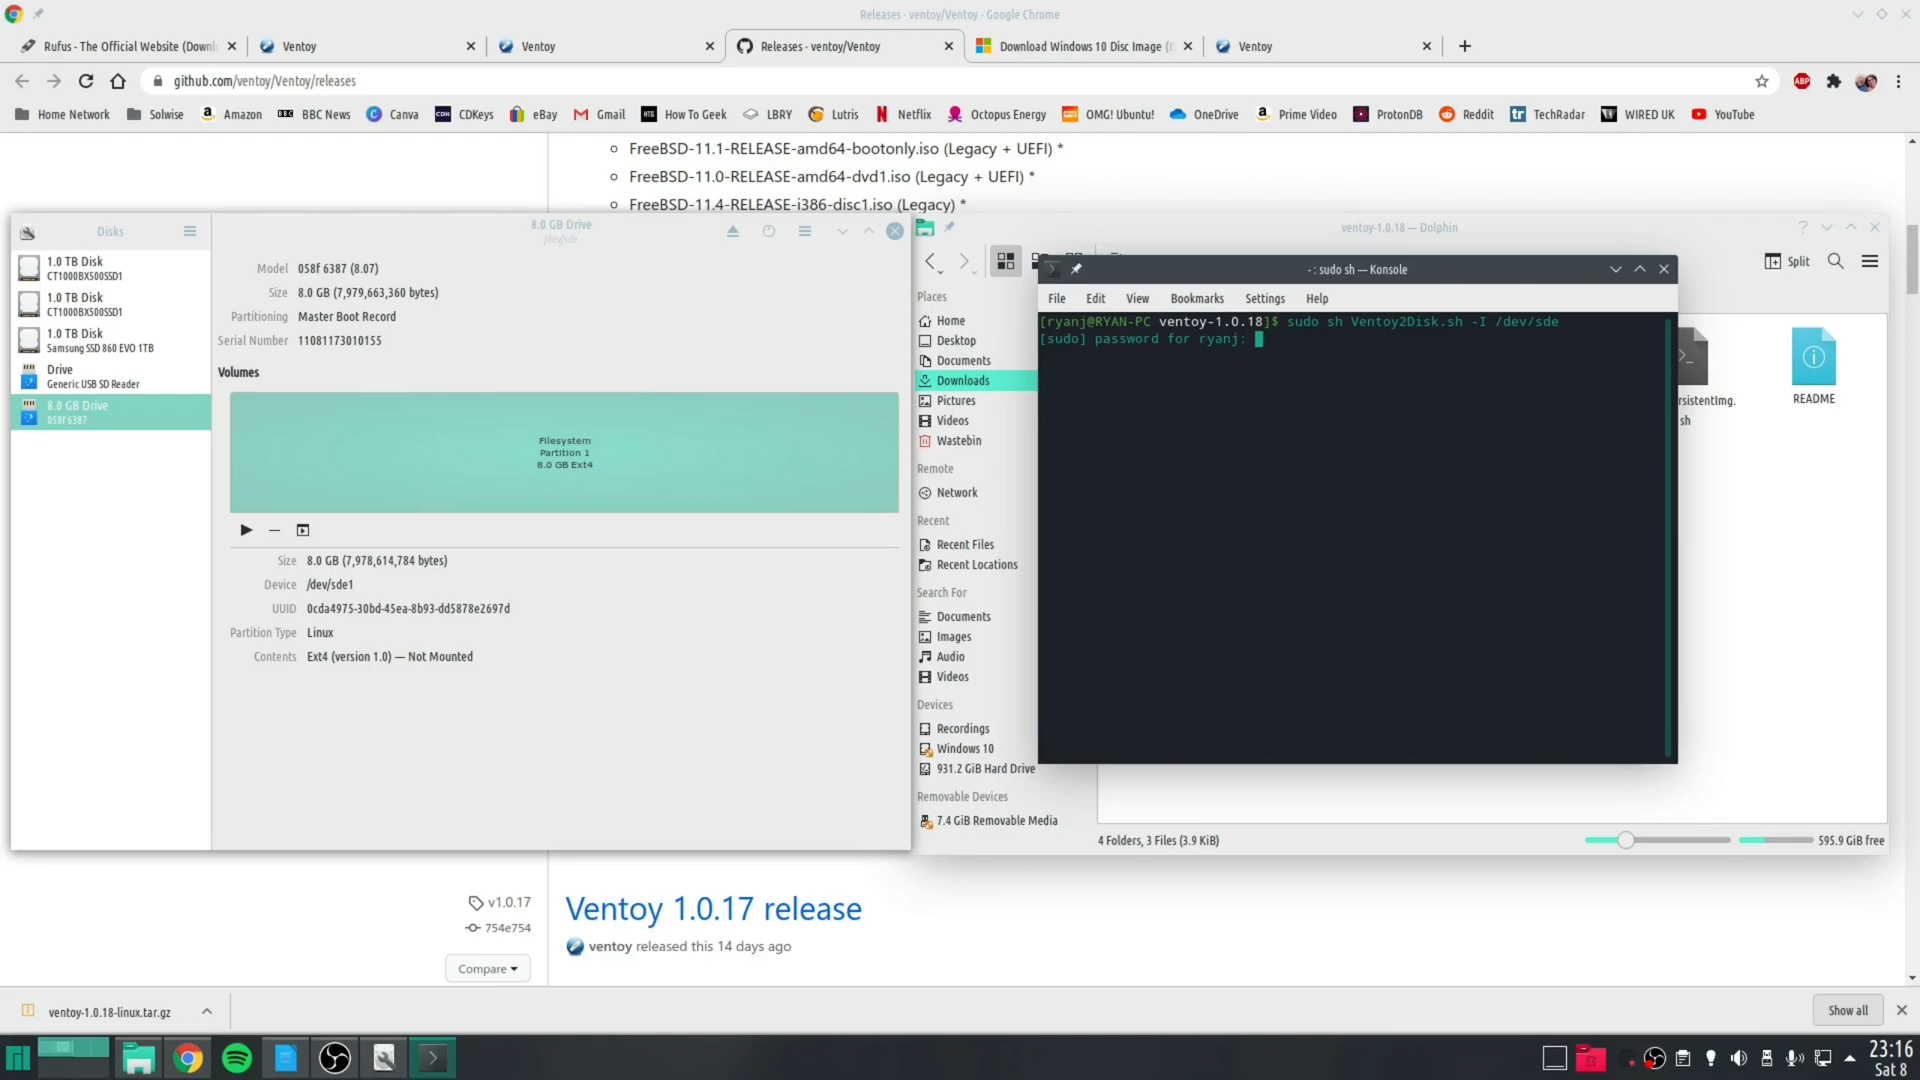 Releases · ventoy/Ventoy - Google Chrome
Rufus - The Official Website (Downl
Ventoy
Ventoy
Releases · ventoy/Ventoy
Download Windows 10 Disc Image (
Ventoy
github.com/ventoy/Ventoy/releases
ABP
Home Network
Solwise
Amazon
BBC News
Canva
CDKeys
eBay
Gmail
How To Geek
LBRY
Lutris
Netflix
Octopus Energy
OMG! Ubuntu!
OneDrive
Prime Video
ProtonDB
Reddit
TechRadar
WIRED UK
YouTube
FreeBSD-11.1-RELEASE-amd64-bootonly.iso (Legacy + UEFI) *
FreeBSD-11.0-RELEASE-amd64-dvd1.iso (Legacy + UEFI) *
FreeBSD-11.4-RELEASE-i386-disc1.iso (Legacy) *
Disks
8.0 GB Drive
/dev/sde
1.0 TB Disk
CT1000BX500SSD1
1.0 TB Disk
CT1000BX500SSD1
1.0 TB Disk
Samsung SSD 860 EVO 1TB
Drive
Generic USB SD Reader
8.0 GB Drive
058f 6387
Model 058f 6387 (8.07)
Size 8.0 GB (7,979,663,360 bytes)
Partitioning Master Boot Record
Serial Number 11081173010155
Volumes
Filesystem
Partition 1
8.0 GB Ext4
Size 8.0 GB (7,978,614,784 bytes)
Device /dev/sde1
UUID 0cda4975-30bd-45ea-8b93-dd5878e2697d
Partition Type Linux
Contents Ext4 (version 1.0) — Not Mounted
ventoy-1.0.18 — Dolphin
Split
Places
Home
Desktop
Documents
Downloads
Pictures
Videos
Wastebin
Remote
Network
Recent
Recent Files
Recent Locations
Search For
Documents
Images
Audio
Videos
Devices
Recordings
Windows 10
931.2 GiB Hard Drive
Removable Devices
7.4 GiB Removable Media
- : sudo sh — Konsole
File Edit View Bookmarks Settings Help
[ryanj@RYAN-PC ventoy-1.0.18]$ sudo sh Ventoy2Disk.sh -I /dev/sde
[sudo] password for ryanj:
rsistentImg.
sh
README
4 Folders, 3 Files (3.9 KiB)
595.9 GiB free
v1.0.17
754e754
Compare
Ventoy 1.0.17 release
ventoy released this 14 days ago
ventoy-1.0.18-linux.tar.gz
Show all
23:16
Sat 8